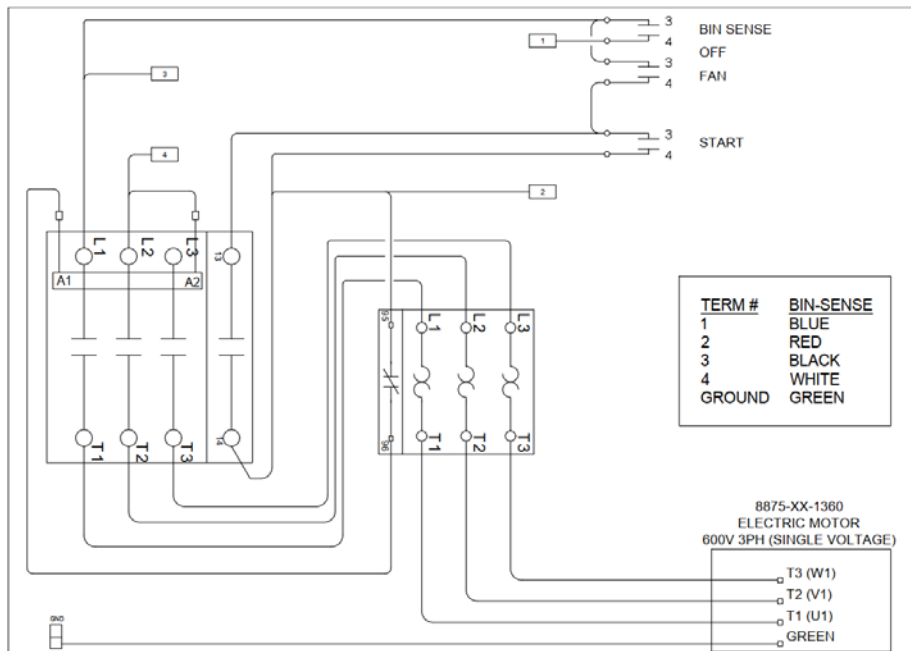 3 BIN SENSE
1 4
OFF
3
3 4 FAN
3 START
4 4
2
L1 L2 L3 13
A1 A2
95 L1 L2 L3
TERM # BIN-SENSE
1 BLUE
2 RED
3 BLACK
4 WHITE
GROUND GREEN
T1 T2 T3 14
96 T1 T2 T3
8875-XX-1360
ELECTRIC MOTOR
600V 3PH (SINGLE VOLTAGE)
T3 (W1)
T2 (V1)
T1 (U1)
GREEN
GND